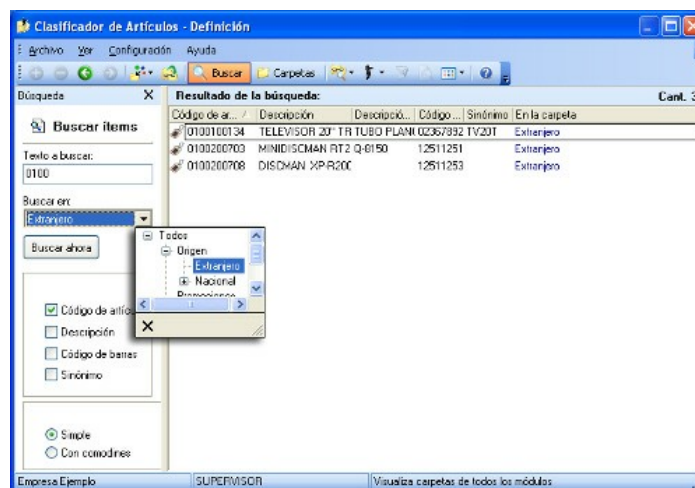 Clasificador de Artículos - Definición
Archivo Ver Configuración Ayuda
Buscar Carpetas
Búsqueda X Resultado de la búsqueda: Cant. 3
Código de ar... Descripción Descripció... Código ... Sinónimo En la carpeta
0100100134 TELEVISOR 20" TR TUBO PLANI 02367892 TV20T Extranjero
0100200703 MINIDISCMAN RT2 Q-8150 12511251 Extranjero
0100200708 DISCMAN XP-R200 12511253 Extranjero
Buscar ítems
Texto a buscar:
0100
Buscar en:
Extranjero
Buscar ahora
Todos
Origen
Extranjero
Nacional
Promociones
Código de artíc
Descripción
Código de barras
Sinónimo
Simple
Con comodines
Empresa Ejemplo SUPERVISOR Visualiza carpetas de todos los módulos